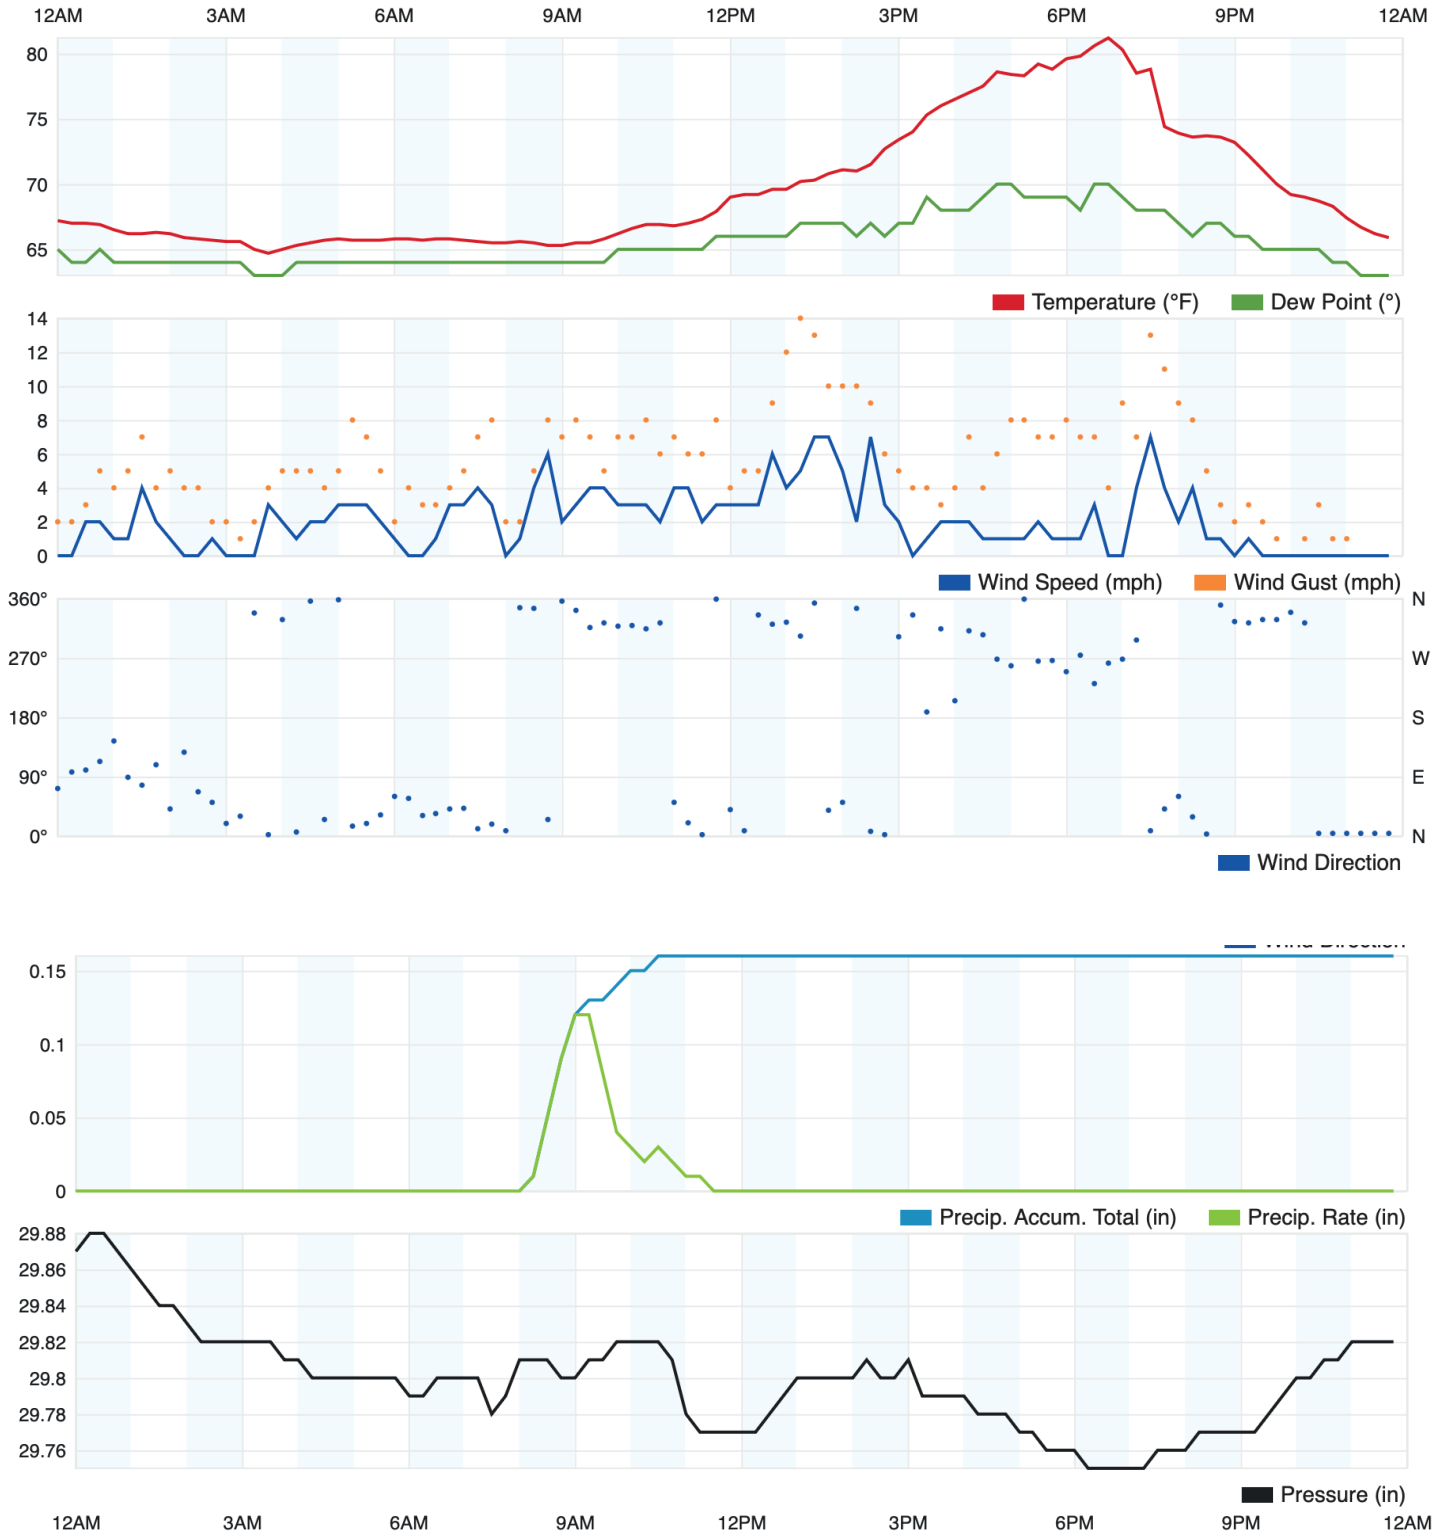 12AM 3AM 6AM 9AM 12PM 3PM 6PM 9PM 12AM
80
75
70
65
Temperature (°F) Dew Point (°)
14
12
10
8
6
4
2
0
Wind Speed (mph) Wind Gust (mph)
360° N
270° W
180° S
90° E
0° N
Wind Direction
Wind Direction
0.15
0.1
0.05
0
Precip. Accum. Total (in) Precip. Rate (in)
29.88
29.86
29.84
29.82
29.8
29.78
29.76
Pressure (in)
12AM 3AM 6AM 9AM 12PM 3PM 6PM 9PM 12AM